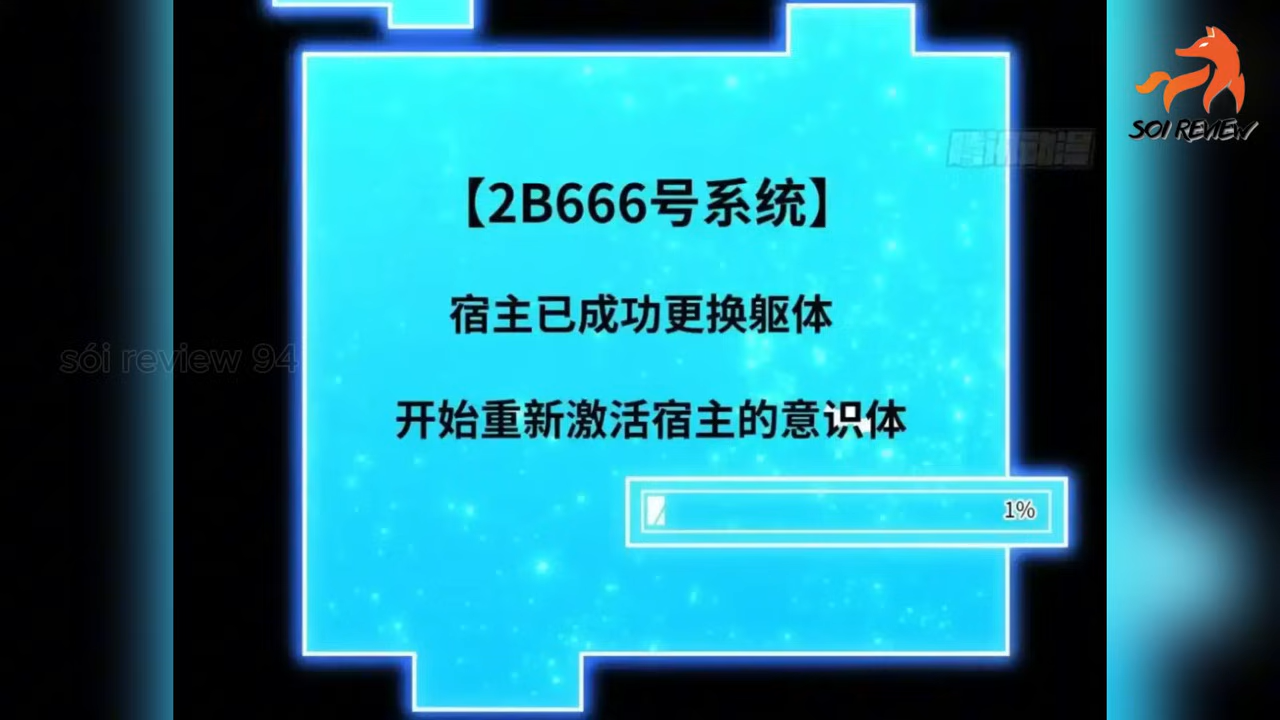 SOI REVIEW
【2B666号系统】
宿主已成功更换躯体
sói review 94
开始重新激活宿主的意识体
1%